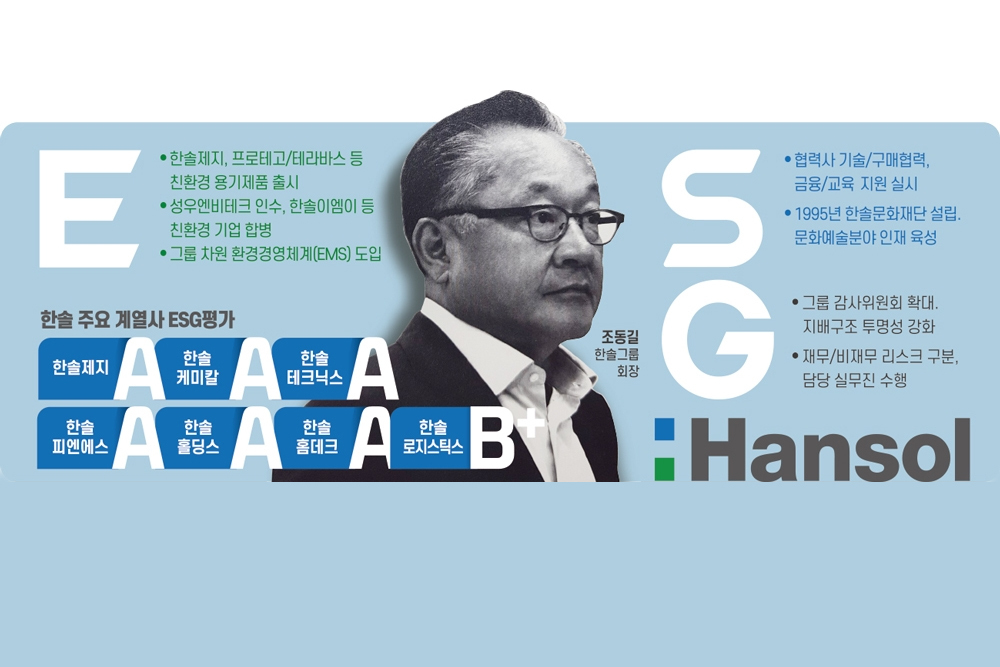 E
• 한솔제지, 프로테고/테라바스 등
친환경 용기제품 출시
• 성우엔비테크 인수, 한솔이엠이 등
친환경 기업 합병
• 그룹 차원 환경경영체계(EMS) 도입
한솔 주요 계열사 ESG평가
한솔제지 A
한솔
케미칼 A
한솔
테크닉스 A
한솔
피엔에스 A
한솔
홀딩스 A
한솔
홈데크 A
한솔
로지스틱스 B+
조동길
한솔그룹
회장
S
• 협력사 기술/구매협력,
금융/교육 지원 실시
• 1995년 한솔문화재단 설립.
문화예술분야 인재 육성
G
• 그룹 감사위원회 확대.
지배구조 투명성 강화
• 재무/비재무 리스크 구분,
담당 실무진 수행
Hansol